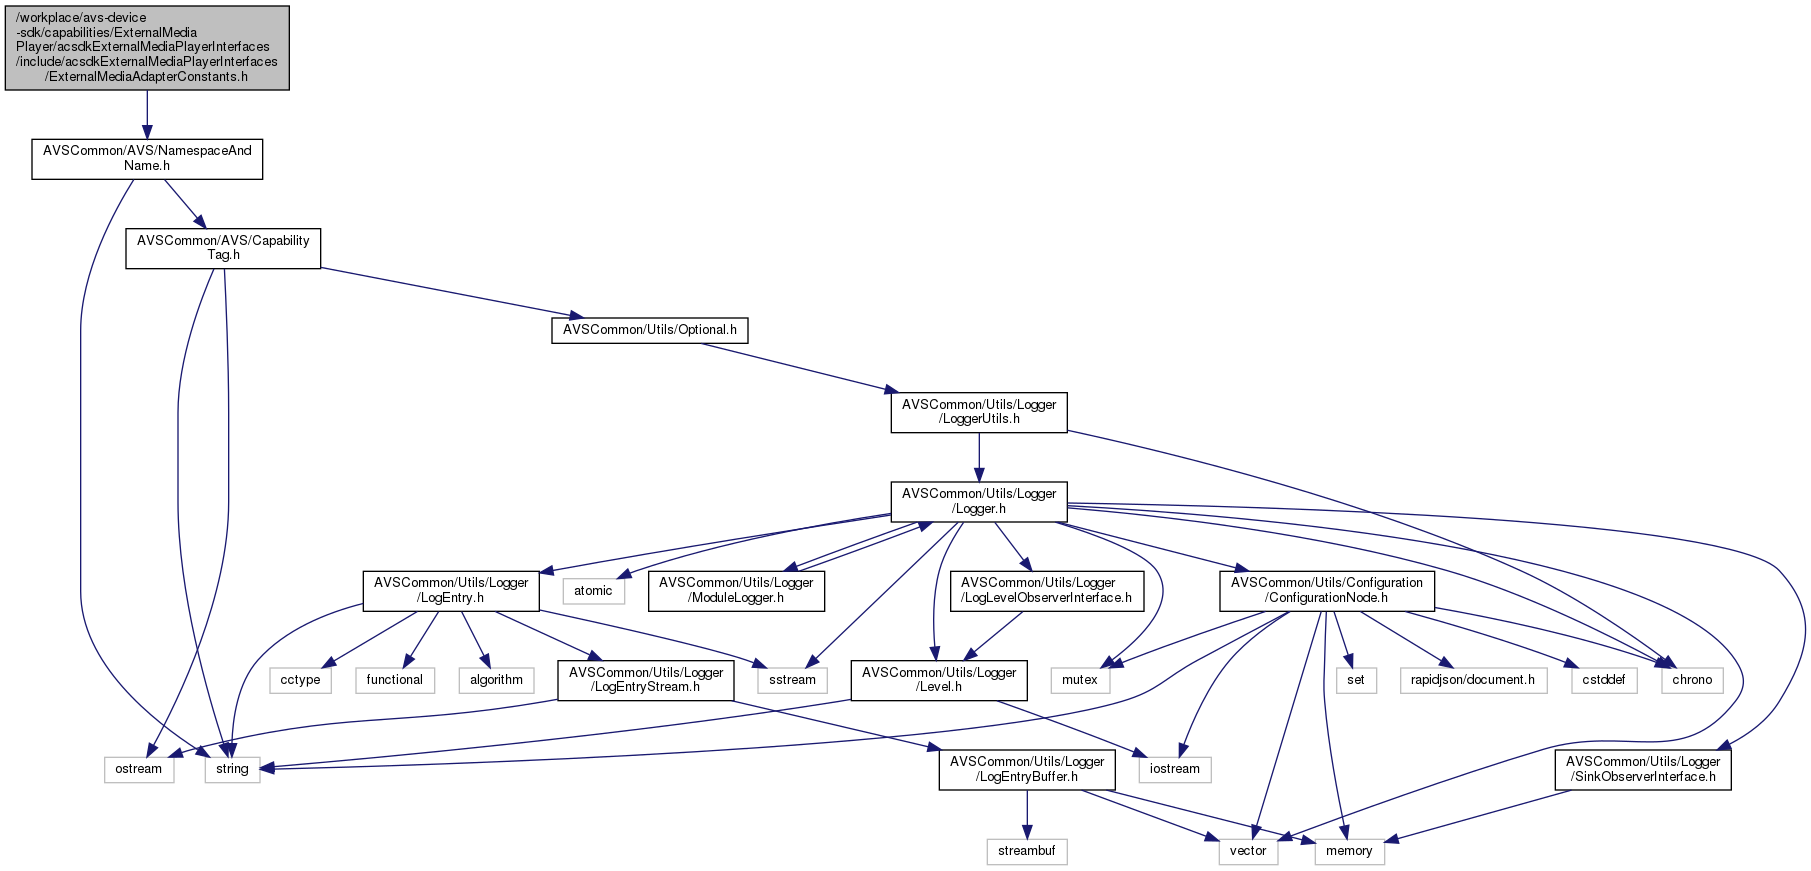 /workplace/avs-device
-sdk/capabilities/ExternalMedia
Player/acsdkExternalMediaPlayerInterfaces
/include/acsdkExternalMediaPlayerInterfaces
/ExternalMediaAdapterConstants.h
AVSCommon/AVS/NamespaceAnd
Name.h
AVSCommon/AVS/Capability
Tag.h
AVSCommon/Utils/Optional.h
AVSCommon/Utils/Logger
/LoggerUtils.h
AVSCommon/Utils/Logger
/Logger.h
AVSCommon/Utils/Logger
/LogEntry.h
atomic
AVSCommon/Utils/Logger
/ModuleLogger.h
AVSCommon/Utils/Logger
/LogLevelObserverInterface.h
AVSCommon/Utils/Configuration
/ConfigurationNode.h
cctype
functional
algorithm
AVSCommon/Utils/Logger
/LogEntryStream.h
sstream
AVSCommon/Utils/Logger
/Level.h
mutex
set
rapidjson/document.h
cstddef
chrono
ostream
string
AVSCommon/Utils/Logger
/LogEntryBuffer.h
iostream
AVSCommon/Utils/Logger
/SinkObserverInterface.h
streambuf
vector
memory